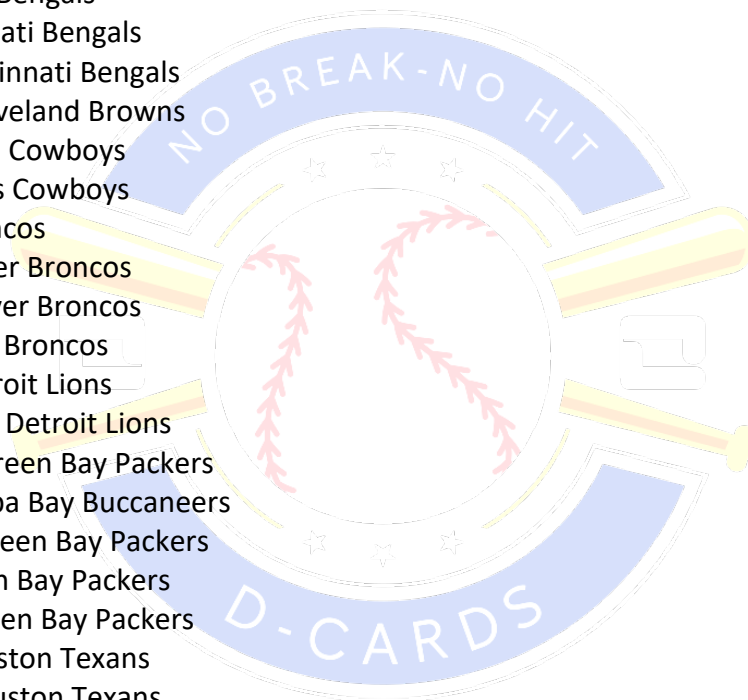 Bengals
ati Bengals
innati Bengals
veland Browns
Cowboys
s Cowboys
ncos
er Broncos
ver Broncos
Broncos
roit Lions
Detroit Lions
reen Bay Packers
pa Bay Buccaneers
een Bay Packers
n Bay Packers
en Bay Packers
ston Texans
uston Texans
NO BREAK-NO HIT
D-CARDS